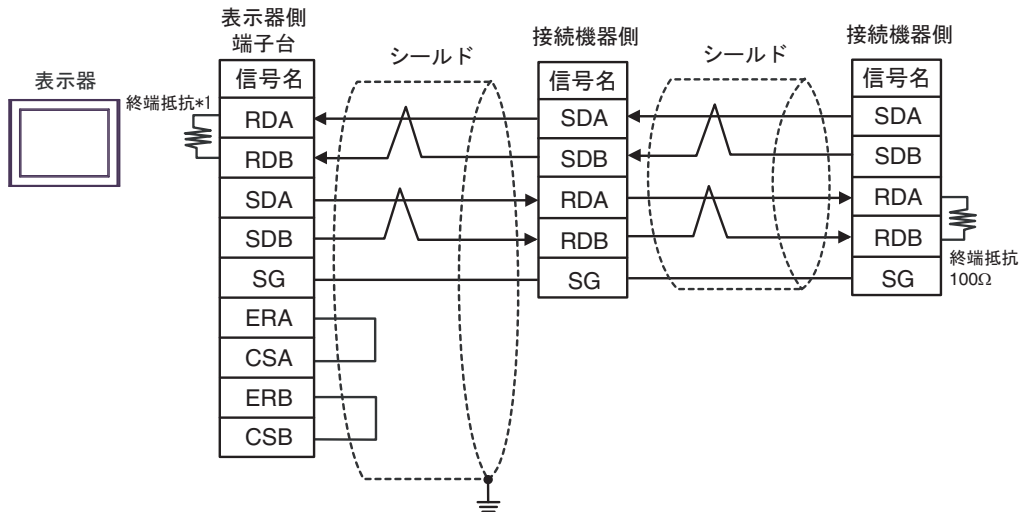 表示器
終端抵抗*1
表示器側
端子台
信号名
RDA
RDB
SDA
SDB
SG
ERA
CSA
ERB
CSB
シールド
接続機器側
信号名
SDA
SDB
RDA
RDB
SG
シールド
接続機器側
信号名
SDA
SDB
RDA
RDB
SG
終端抵抗
100Ω